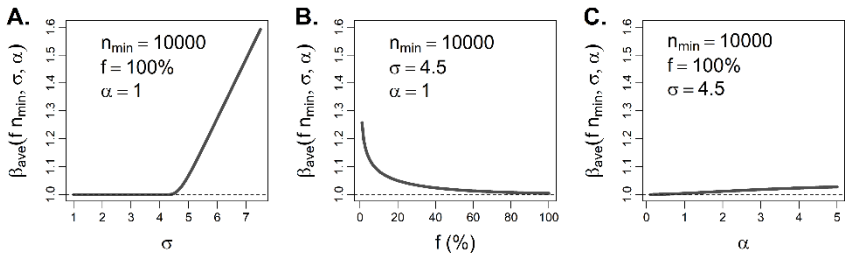 A.
β_ave(f n_min, σ, α)
1.0 1.1 1.2 1.3 1.4 1.5 1.6
n_min = 10000
f = 100%
α = 1
1 2 3 4 5 6 7
σ
B.
β_ave(f n_min, σ, α)
1.0 1.1 1.2 1.3 1.4 1.5 1.6
n_min = 10000
σ = 4.5
α = 1
0 20 40 60 80 100
f (%)
C.
β_ave(f n_min, σ, α)
1.0 1.1 1.2 1.3 1.4 1.5 1.6
n_min = 10000
f = 100%
σ = 4.5
0 1 2 3 4 5
α